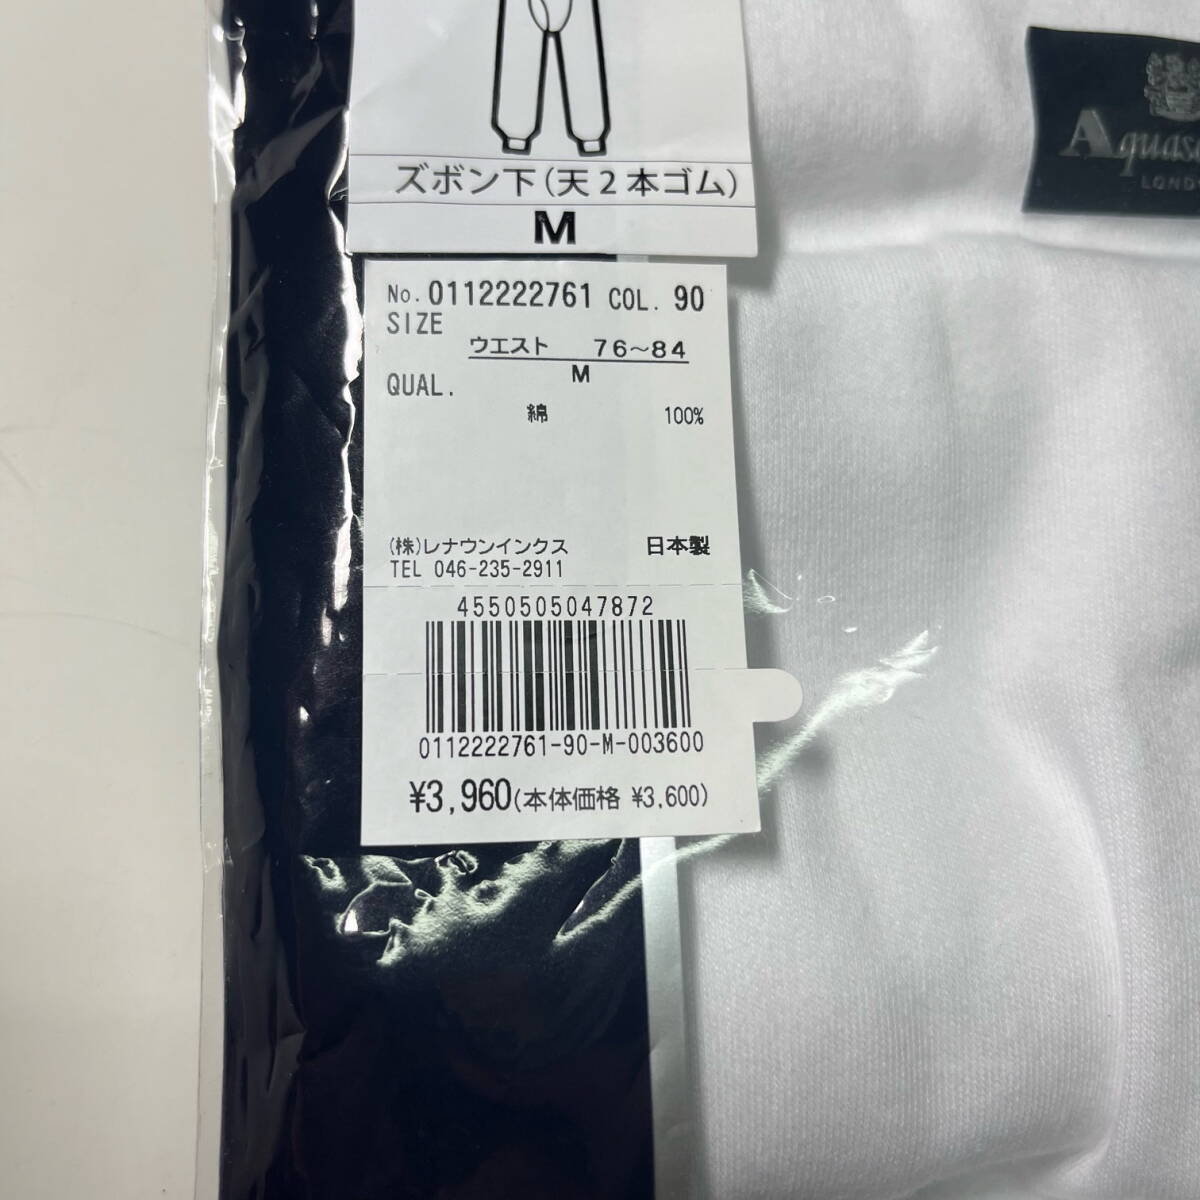 ズボン下(天2本ゴム)
M
No. 0112222761 COL. 90
SIZE
ウエスト 76~84
M
QUAL.
綿 100%
(株)レナウンインクス 日本製
TEL 046-235-2911
4550505047872
0112222761-90-M-003600
¥3,960(本体価格 ¥3,600)